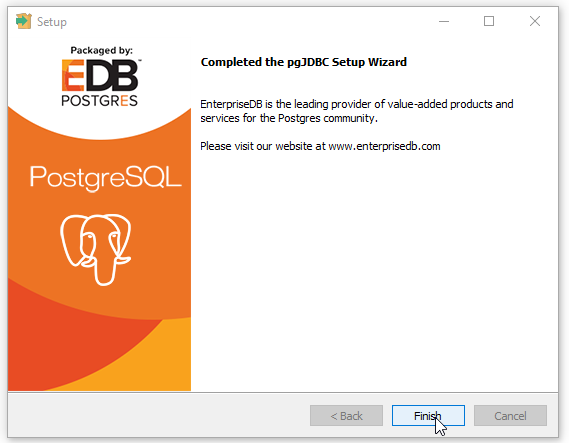 Setup
Packaged by:
EDB™
POSTGRES
PostgreSQL
Completed the pgJDBC Setup Wizard
EnterpriseDB is the leading provider of value-added products and
services for the Postgres community.
Please visit our website at www.enterprisedb.com
< Back
Finish
Cancel